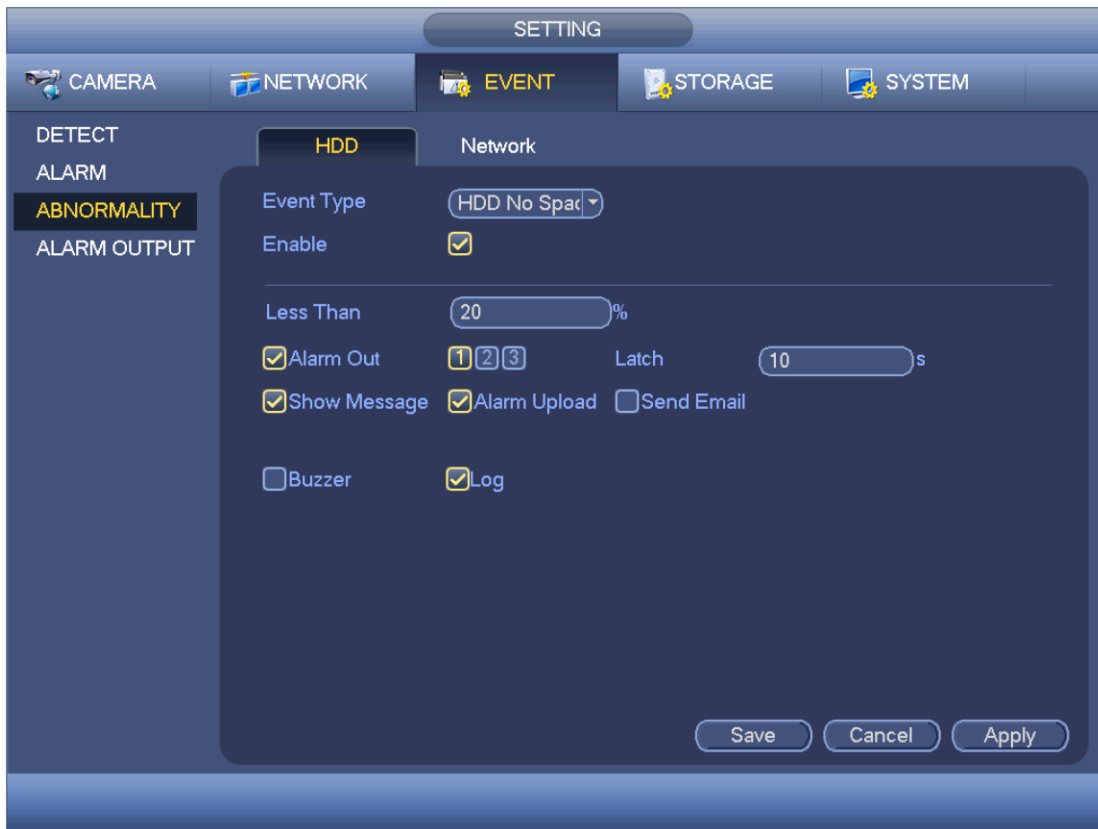 SETTING
CAMERA NETWORK EVENT STORAGE SYSTEM
DETECT
ALARM
ABNORMALITY
ALARM OUTPUT
HDD Network
Event Type HDD No Spac
Enable
Less Than 20 %
Alarm Out 1 2 3 Latch 10 s
Show Message Alarm Upload Send Email
Buzzer Log
Save Cancel Apply